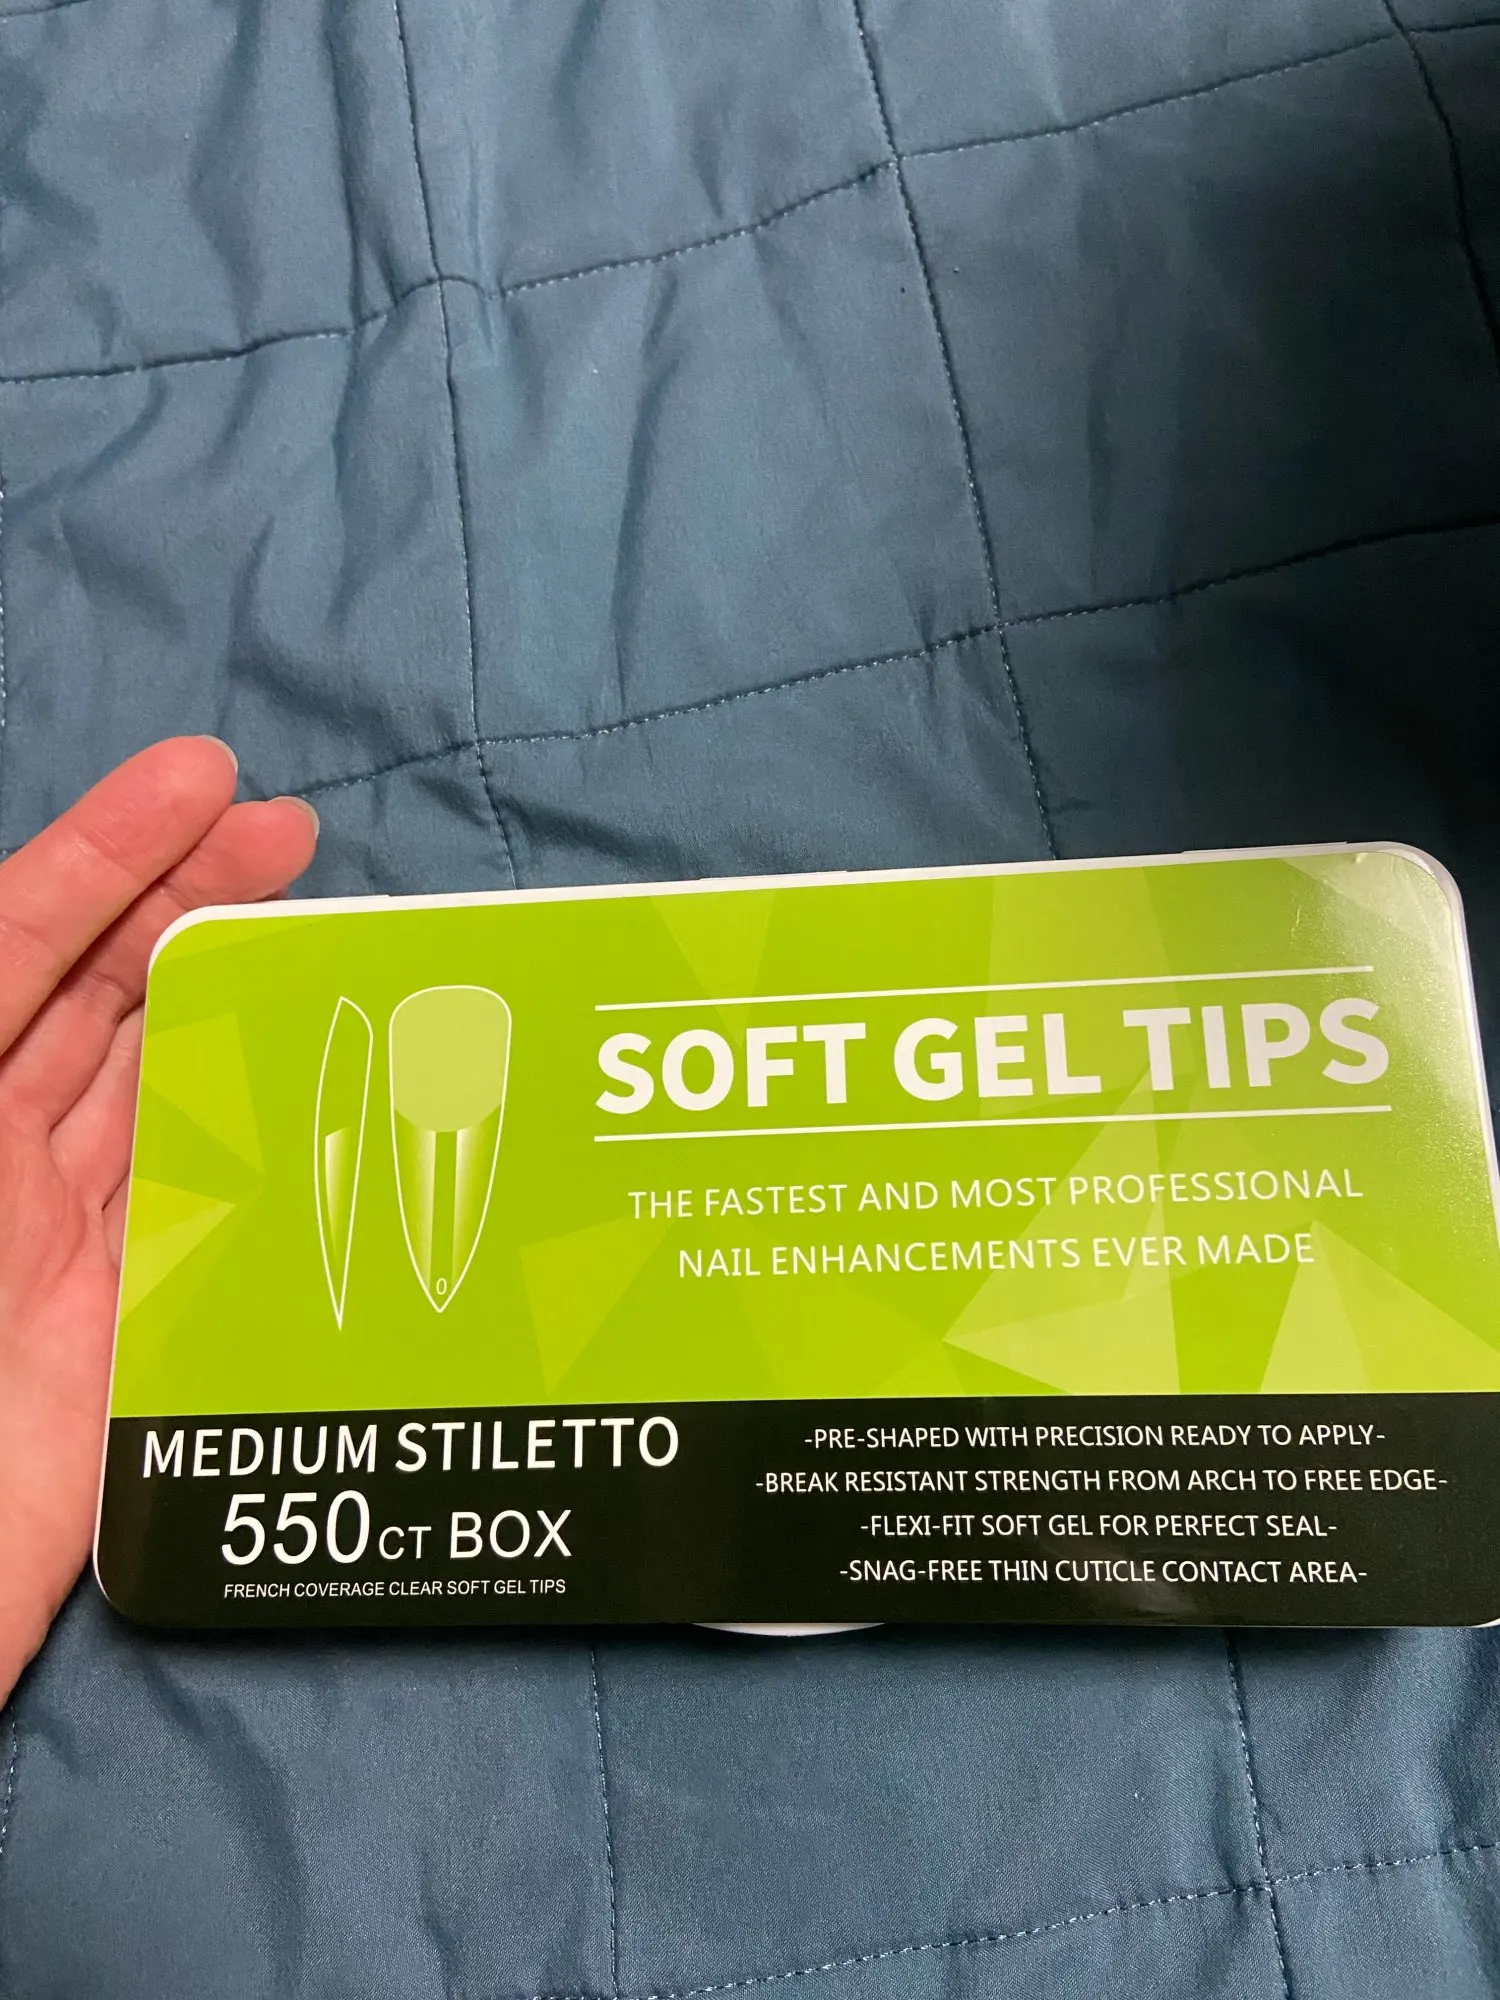 SOFT GEL TIPS
THE FASTEST AND MOST PROFESSIONAL
NAIL ENHANCEMENTS EVER MADE
0
MEDIUM STILETTO
550CT BOX
FRENCH COVERAGE CLEAR SOFT GEL TIPS
-PRE-SHAPED WITH PRECISION READY TO APPLY-
-BREAK RESISTANT STRENGTH FROM ARCH TO FREE EDGE-
-FLEXI-FIT SOFT GEL FOR PERFECT SEAL-
-SNAG-FREE THIN CUTICLE CONTACT AREA-